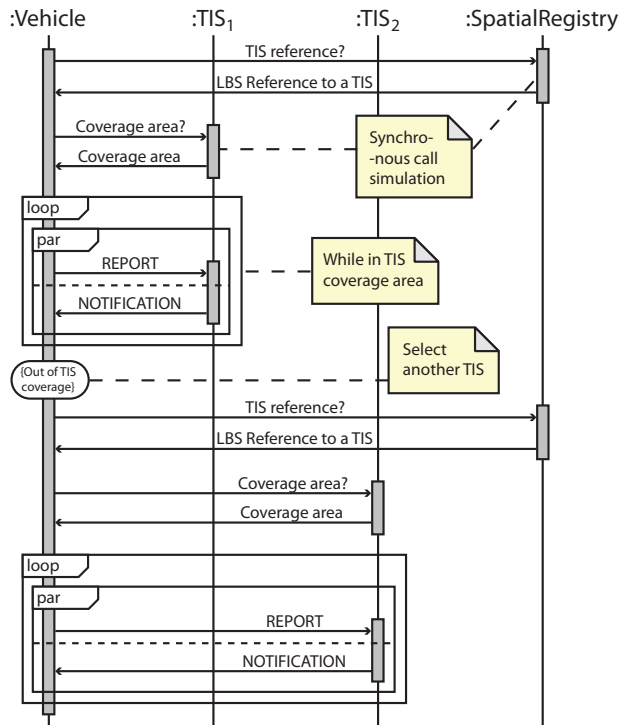 :Vehicle :TIS₁ :TIS₂ :SpatialRegistry
TIS reference?
LBS Reference to a TIS
Coverage area?
Coverage area
Synchro-
-nous call
simulation
loop
par
REPORT
NOTIFICATION
While in TIS
coverage area
Select
another TIS
{Out of TIS
coverage}
TIS reference?
LBS Reference to a TIS
Coverage area?
Coverage area
loop
par
REPORT
NOTIFICATION